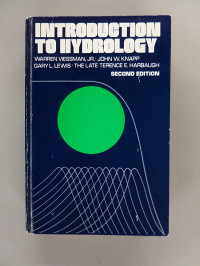 INTRODUCTION
TO HYDROLOGY
WARREN VIESSMAN, JR. · JOHN W. KNAPP
GARY L. LEWIS · THE LATE TERENCE E. HARBAUGH
SECOND EDITION